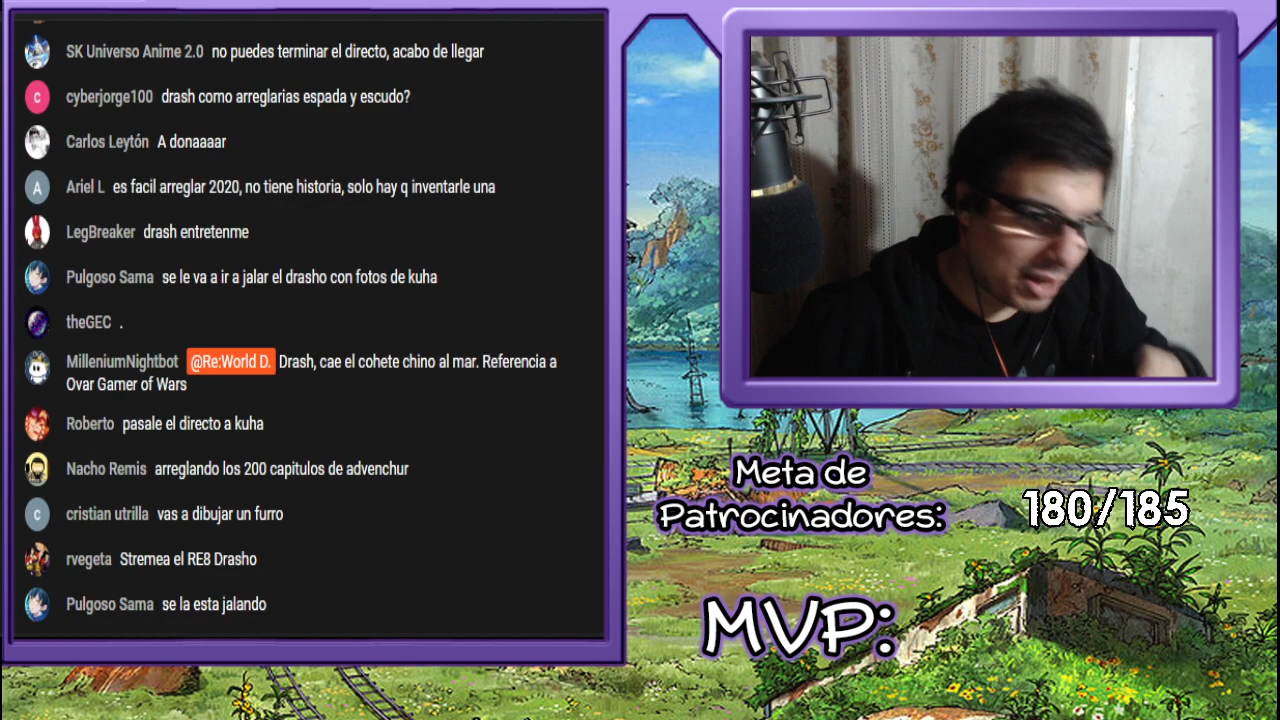 SK Universo Anime 2.0 no puedes terminar el directo, acabo de llegar
C cyberjorge100 drash como arreglarias espada y escudo?
Carlos Leytón A donaaaar
A Ariel L es facil arreglar 2020, no tiene historia, solo hay q inventarle una
LegBreaker drash entretenme
Pulgoso Sama se le va a ir a jalar el drasho con fotos de kuha
theGEC .
MilleniumNightbot @Re:World D. Drash, cae el cohete chino al mar. Referencia a
Ovar Gamer of Wars
Roberto pasale el directo a kuha
Nacho Remis arreglando los 200 capitulos de advenchur
C cristian utrilla vas a dibujar un furro
rvegeta Stremea el RE8 Drasho
Pulgoso Sama se la esta jalando
Meta de
Patrocinadores:
180/185
MVP: